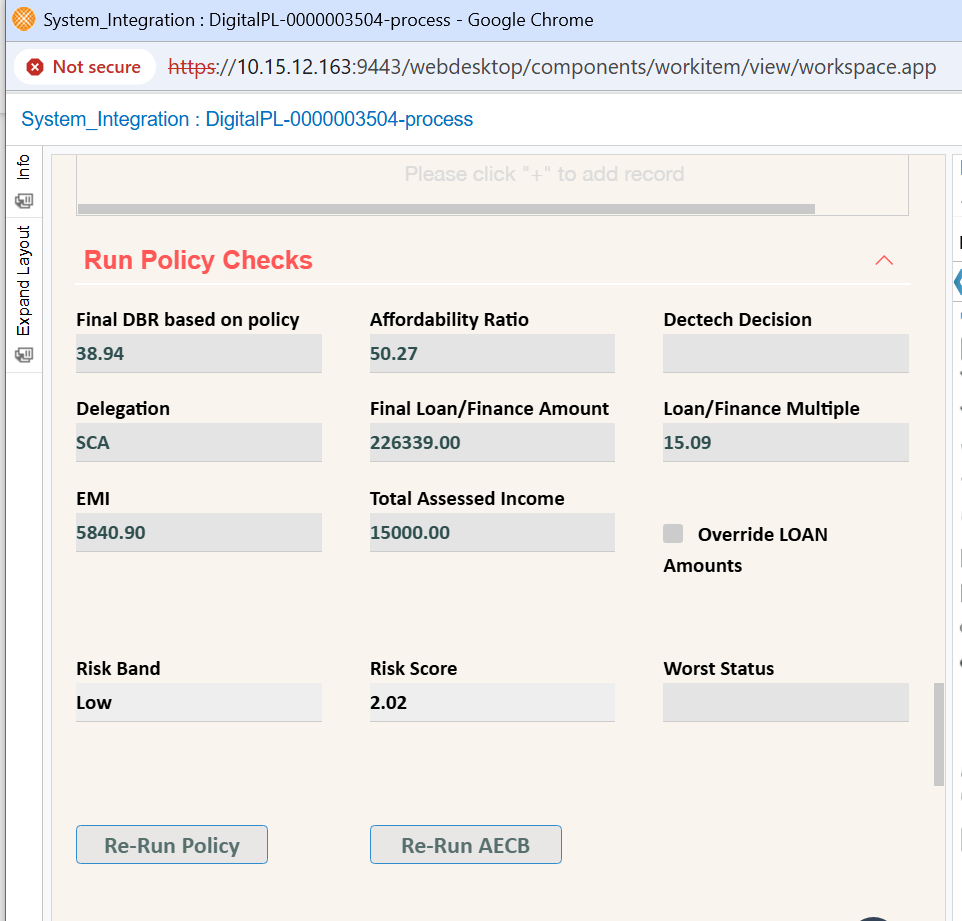 System_Integration : DigitalPL-0000003504-process - Google Chrome
Not secure https://10.15.12.163:9443/webdesktop/components/workitem/view/workspace.app
System_Integration : DigitalPL-0000003504-process
Info
Expand Layout
Please click "+" to add record
Run Policy Checks
Final DBR based on policy Affordability Ratio Dectech Decision
38.94 50.27
Delegation Final Loan/Finance Amount Loan/Finance Multiple
SCA 226339.00 15.09
EMI Total Assessed Income
5840.90 15000.00 Override LOAN
Amounts
Risk Band Risk Score Worst Status
Low 2.02
Re-Run Policy Re-Run AECB